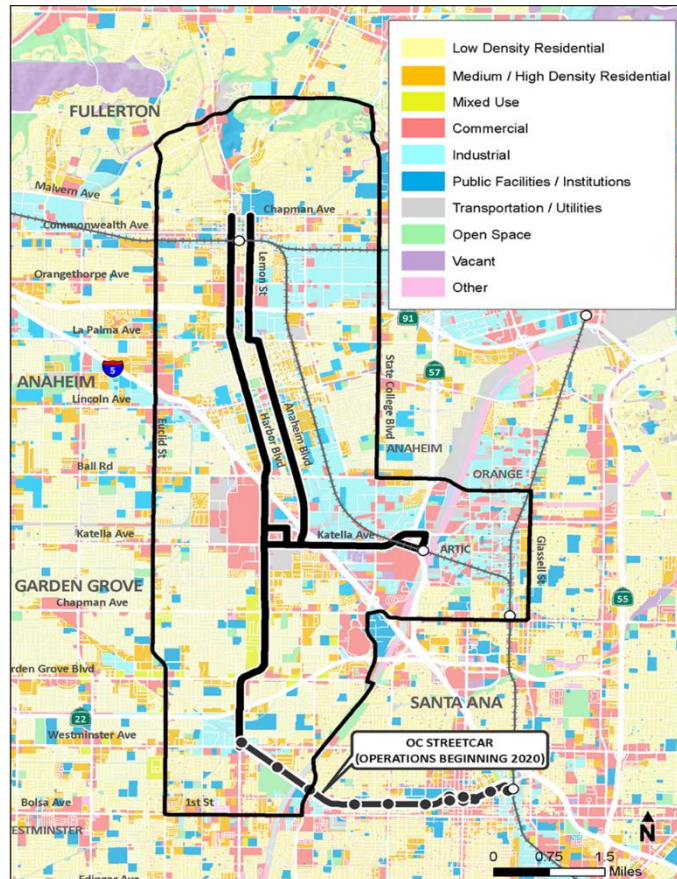 Low Density Residential
Medium / High Density Residential
Mixed Use
Commercial
Industrial
Public Facilities / Institutions
Transportation / Utilities
Open Space
Vacant
Other
FULLERTON
Malvern Ave
Chapman Ave
Commonwealth Ave
Lemon St
Orangethorpe Ave
91
La Palma Ave
57
5
ANAHEIM
State College Blvd
Lincoln Ave
Euclid St
Harbor Blvd
Anaheim Blvd
ANAHEIM
Ball Rd
ORANGE
Katella Ave
Katella Ave
ARTIC
Glassell St
GARDEN GROVE
55
Chapman Ave
rden Grove Blvd
SANTA ANA
22
Westminster Ave
OC STREETCAR
(OPERATIONS BEGINNING 2020)
Bolsa Ave
1st St
ESTMINSTER
N
Edinger Ave
0 0.75 1.5
Miles